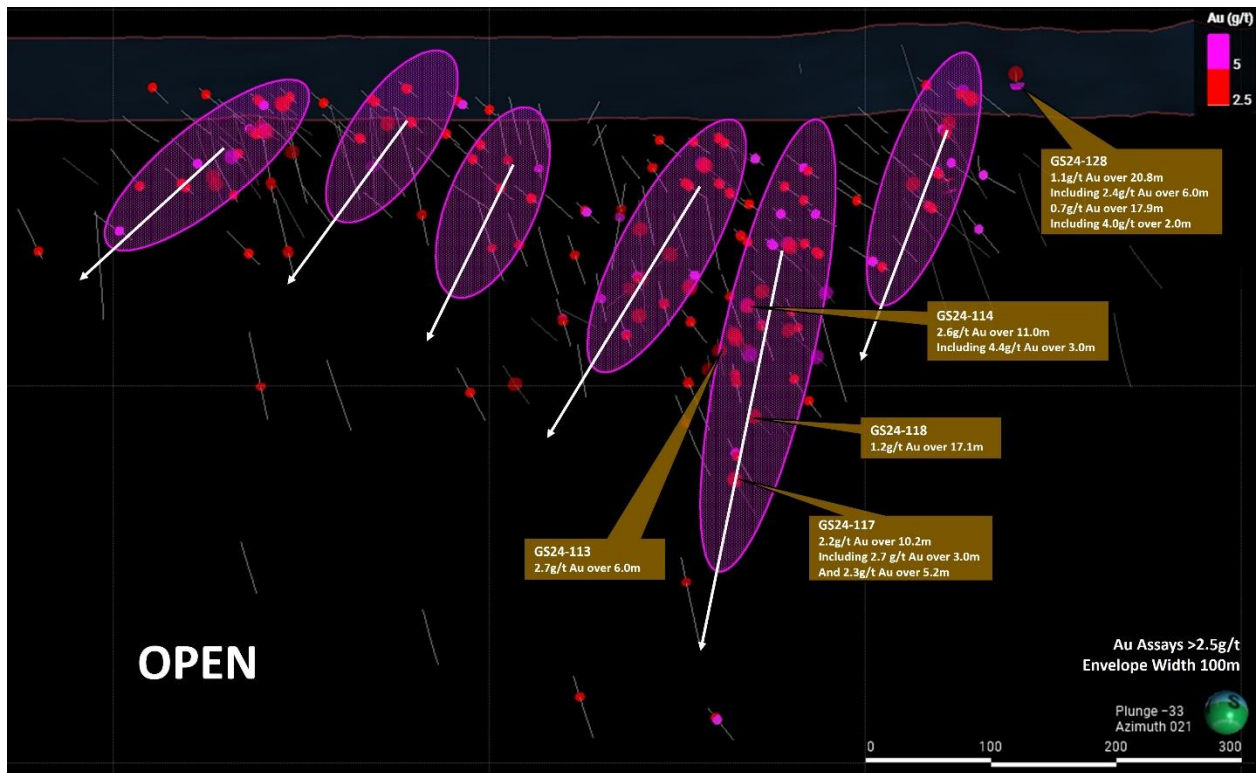 Au (g/t)
5
2.5
GS24-128
1.1g/t Au over 20.8m
Including 2.4g/t Au over 6.0m
0.7g/t Au over 17.9m
Including 4.0g/t over 2.0m
GS24-114
2.6g/t Au over 11.0m
Including 4.4g/t Au over 3.0m
GS24-118
1.2g/t Au over 17.1m
GS24-117
2.2g/t Au over 10.2m
Including 2.7 g/t Au over 3.0m
And 2.3g/t Au over 5.2m
GS24-113
2.7g/t Au over 6.0m
OPEN
Au Assays >2.5g/t
Envelope Width 100m
Plunge −33
Azimuth 021
S
0 100 200 300